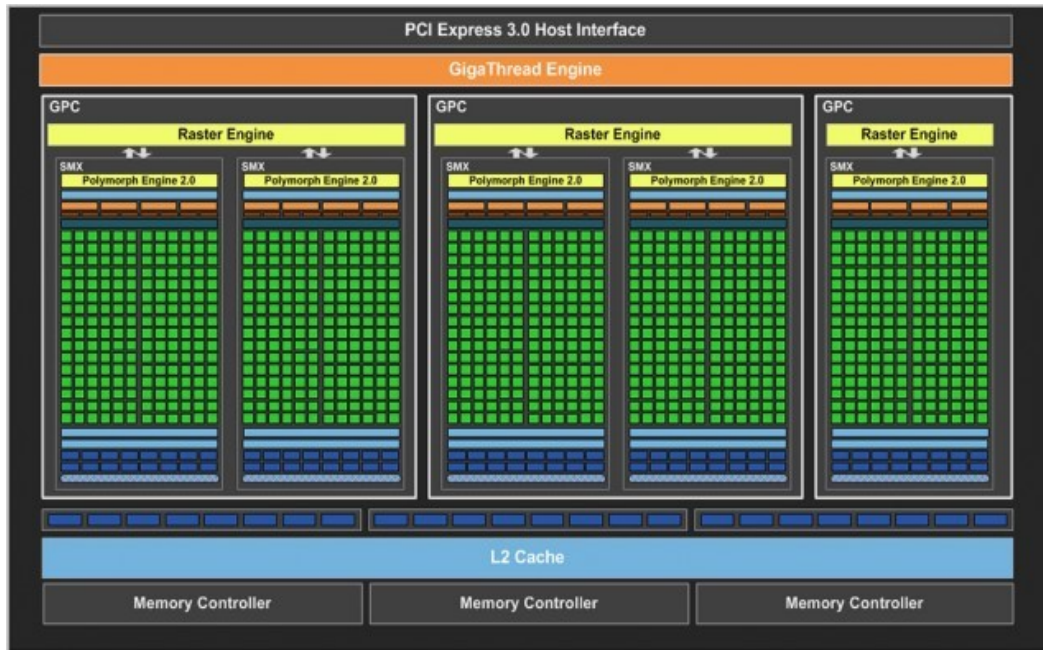 PCI Express 3.0 Host Interface
GigaThread Engine
GPC
GPC
GPC
Raster Engine
Raster Engine
Raster Engine
SMX
SMX
SMX
SMX
SMX
Polymorph Engine 2.0
Polymorph Engine 2.0
Polymorph Engine 2.0
Polymorph Engine 2.0
Polymorph Engine 2.0
L2 Cache
Memory Controller
Memory Controller
Memory Controller